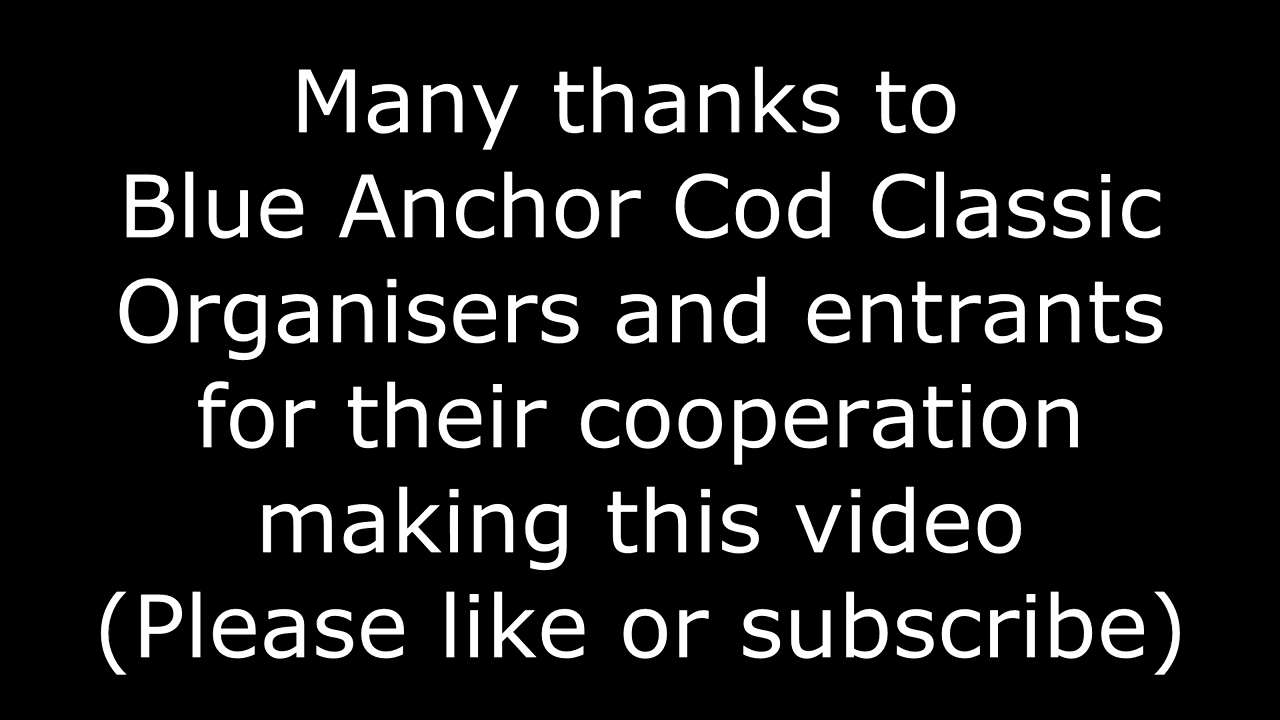 Many thanks to
Blue Anchor Cod Classic
Organisers and entrants
for their cooperation
making this video
(Please like or subscribe)